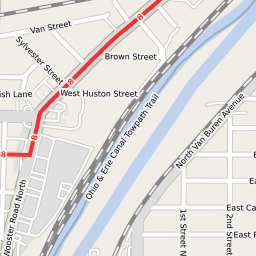 Van Street
Sylvester Street
Brown Street
8
8
West Huston Street
ish Lane
8
8
Ohio & Erie Canal Towpath Trail
North Van Buren Avenue
Wooster Road North
1st Street N
2nd Street
East Ca
East